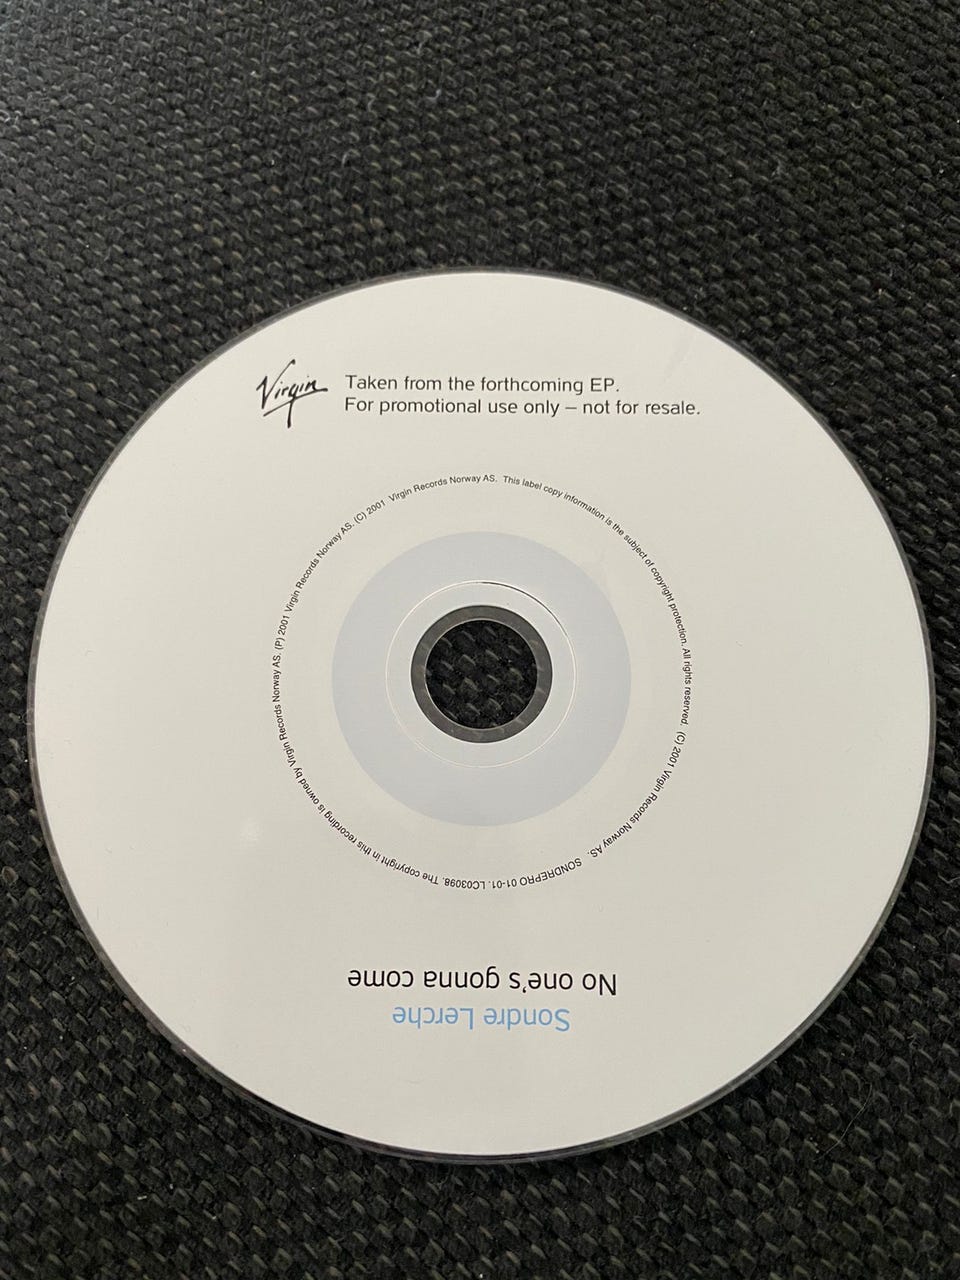 Virgin
Taken from the forthcoming EP.
For promotional use only – not for resale.
The copyright in this recording is owned by Virgin Records Norway AS. (P) 2001 Virgin Records Norway AS. (C) 2001 Virgin Records Norway AS. This label copy information is the subject of copyright protection. All rights reserved. (C) 2001 Virgin Records Norway AS. SONDREPRO 01 01-01. LC03098.
Sondre Lerche
No one's gonna come